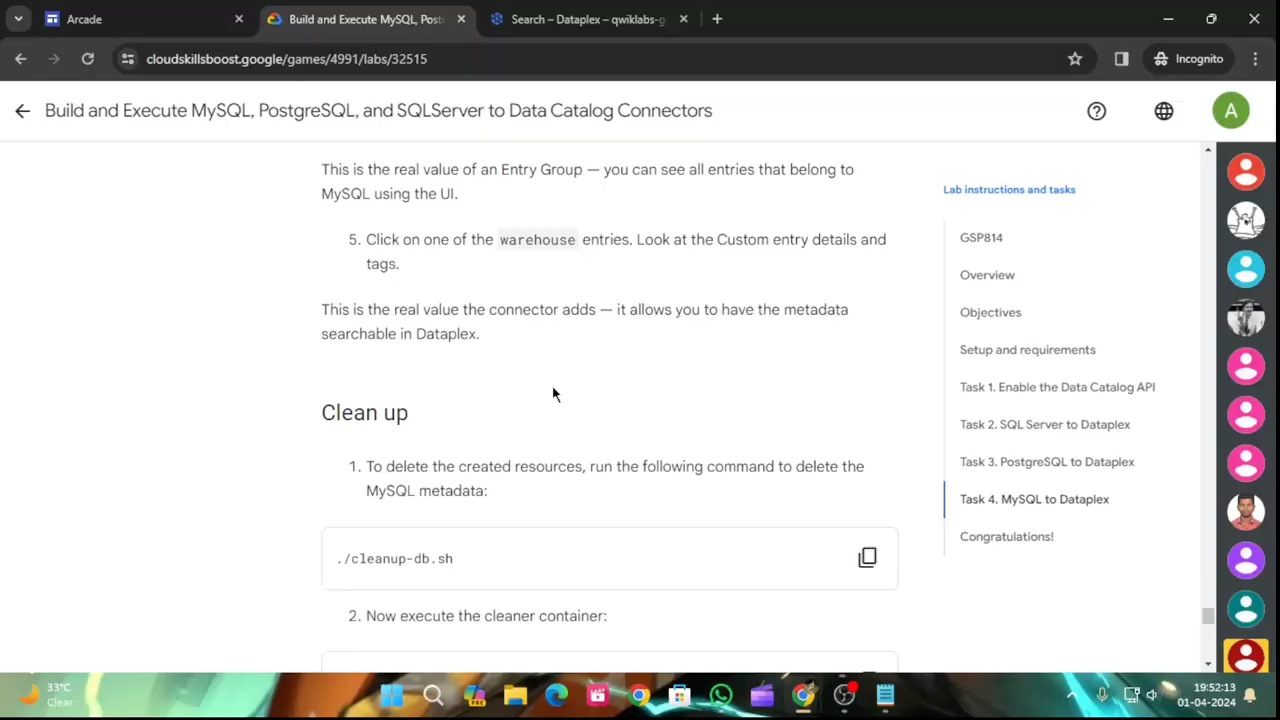 Arcade
Build and Execute MySQL, Post
Search – Dataplex – qwiklabs-g
cloudskillsboost.google/games/4991/labs/32515
Incognito
Build and Execute MySQL, PostgreSQL, and SQLServer to Data Catalog Connectors
A
This is the real value of an Entry Group — you can see all entries that belong to
MySQL using the UI.
5. Click on one of the warehouse entries. Look at the Custom entry details and
tags.
This is the real value the connector adds — it allows you to have the metadata
searchable in Dataplex.
Clean up
1. To delete the created resources, run the following command to delete the
MySQL metadata:
./cleanup-db.sh
2. Now execute the cleaner container:
Lab instructions and tasks
GSP814
Overview
Objectives
Setup and requirements
Task 1. Enable the Data Catalog API
Task 2. SQL Server to Dataplex
Task 3. PostgreSQL to Dataplex
Task 4. MySQL to Dataplex
Congratulations!
33°C
Clear
PRE
19:52:13
01-04-2024